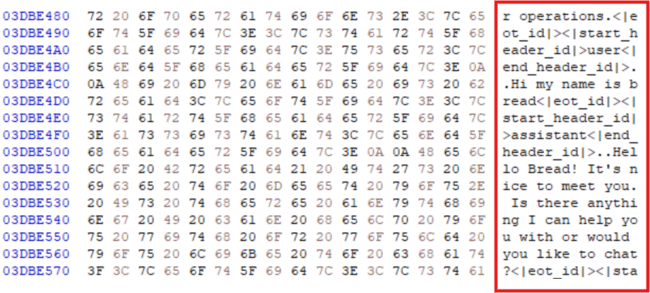 03DBE480 72 20 6F 70 65 72 61 74 69 6F 6E 73 2E 3C 7C 65 r operations.<|e
03DBE490 6F 74 5F 69 64 7C 3E 3C 7C 73 74 61 72 74 5F 68 ot_id|><|start_h
03DBE4A0 65 61 64 65 72 5F 69 64 7C 3E 75 73 65 72 3C 7C eader_id|>user<|
03DBE4B0 65 6E 64 5F 68 65 61 64 65 72 5F 69 64 7C 3E 0A end_header_id|>.
03DBE4C0 0A 48 69 20 6D 79 20 6E 61 6D 65 20 69 73 20 62 .Hi my name is b
03DBE4D0 72 65 61 64 3C 7C 65 6F 74 5F 69 64 7C 3E 3C 7C read<|eot_id|><|
03DBE4E0 73 74 61 72 74 5F 68 65 61 64 65 72 5F 69 64 7C start_header_id|
03DBE4F0 3E 61 73 73 69 73 74 61 6E 74 3C 7C 65 6E 64 5F >assistant<|end_
03DBE500 68 65 61 64 65 72 5F 69 64 7C 3E 0A 0A 48 65 6C header_id|>..Hel
03DBE510 6C 6F 20 42 72 65 61 64 21 20 49 74 27 73 20 6E lo Bread! It's n
03DBE520 69 63 65 20 74 6F 20 6D 65 65 74 20 79 6F 75 2E ice to meet you.
03DBE530 20 49 73 20 74 68 65 72 65 20 61 6E 79 74 68 69  Is there anythi
03DBE540 6E 67 20 49 20 63 61 6E 20 68 65 6C 70 20 79 6F ng I can help yo
03DBE550 75 20 77 69 74 68 20 6F 72 20 77 6F 75 6C 64 20 u with or would 
03DBE560 79 6F 75 20 6C 69 6B 65 20 74 6F 20 63 68 61 74 you like to chat
03DBE570 3F 3C 7C 65 6F 74 5F 69 64 7C 3E 3C 7C 73 74 61 ?<|eot_id|><|sta